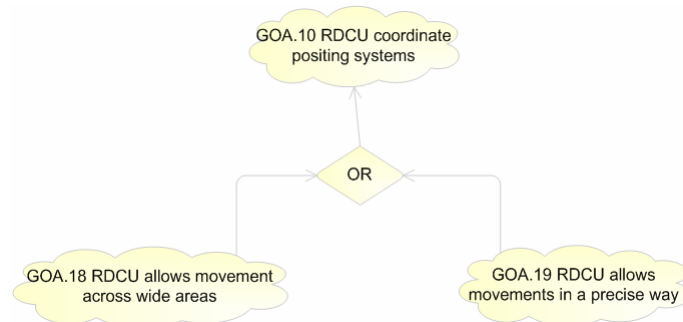 GOA.10 RDCU coordinate
positing systems
OR
GOA.18 RDCU allows movement
across wide areas
GOA.19 RDCU allows
movements in a precise way